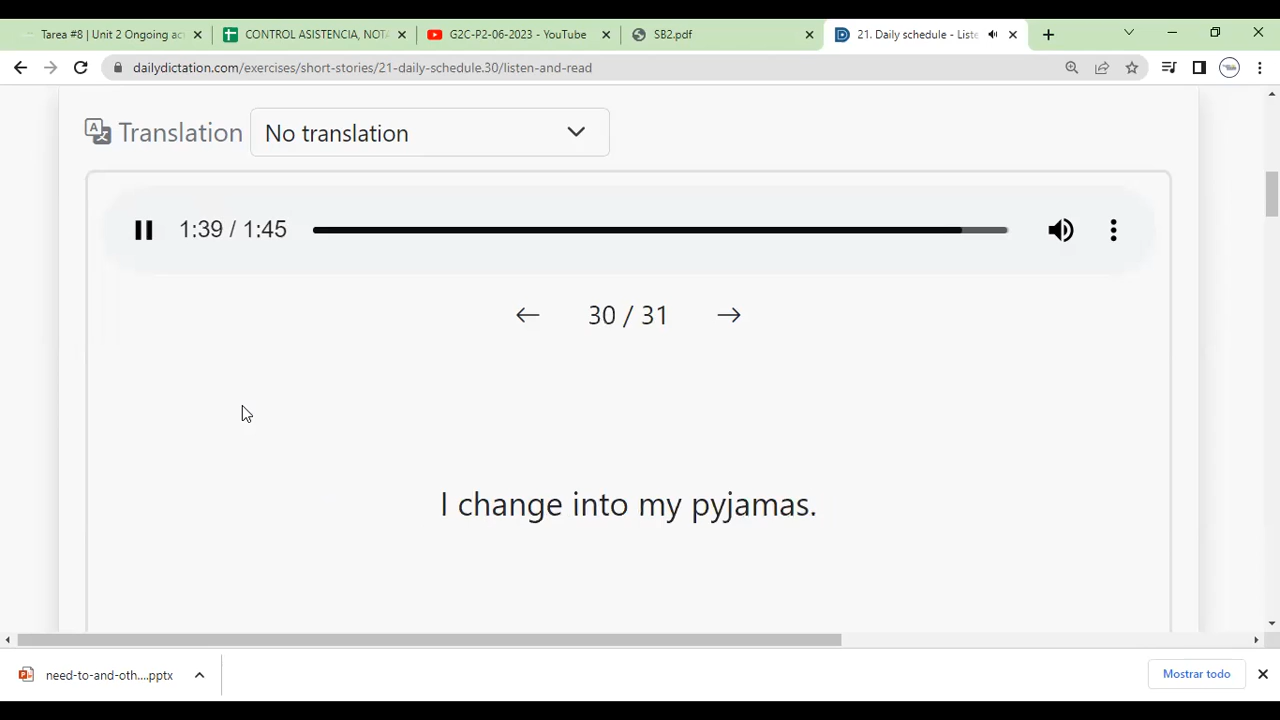 Tarea #8 | Unit 2 Ongoing ac
CONTROL ASISTENCIA, NOTA
G2C-P2-06-2023 - YouTube
SB2.pdf
21. Daily schedule - Liste
dailydictation.com/exercises/short-stories/21-daily-schedule.30/listen-and-read
Translation
No translation
1:39 / 1:45
30 / 31
I change into my pyjamas.
need-to-and-oth....pptx
Mostrar todo